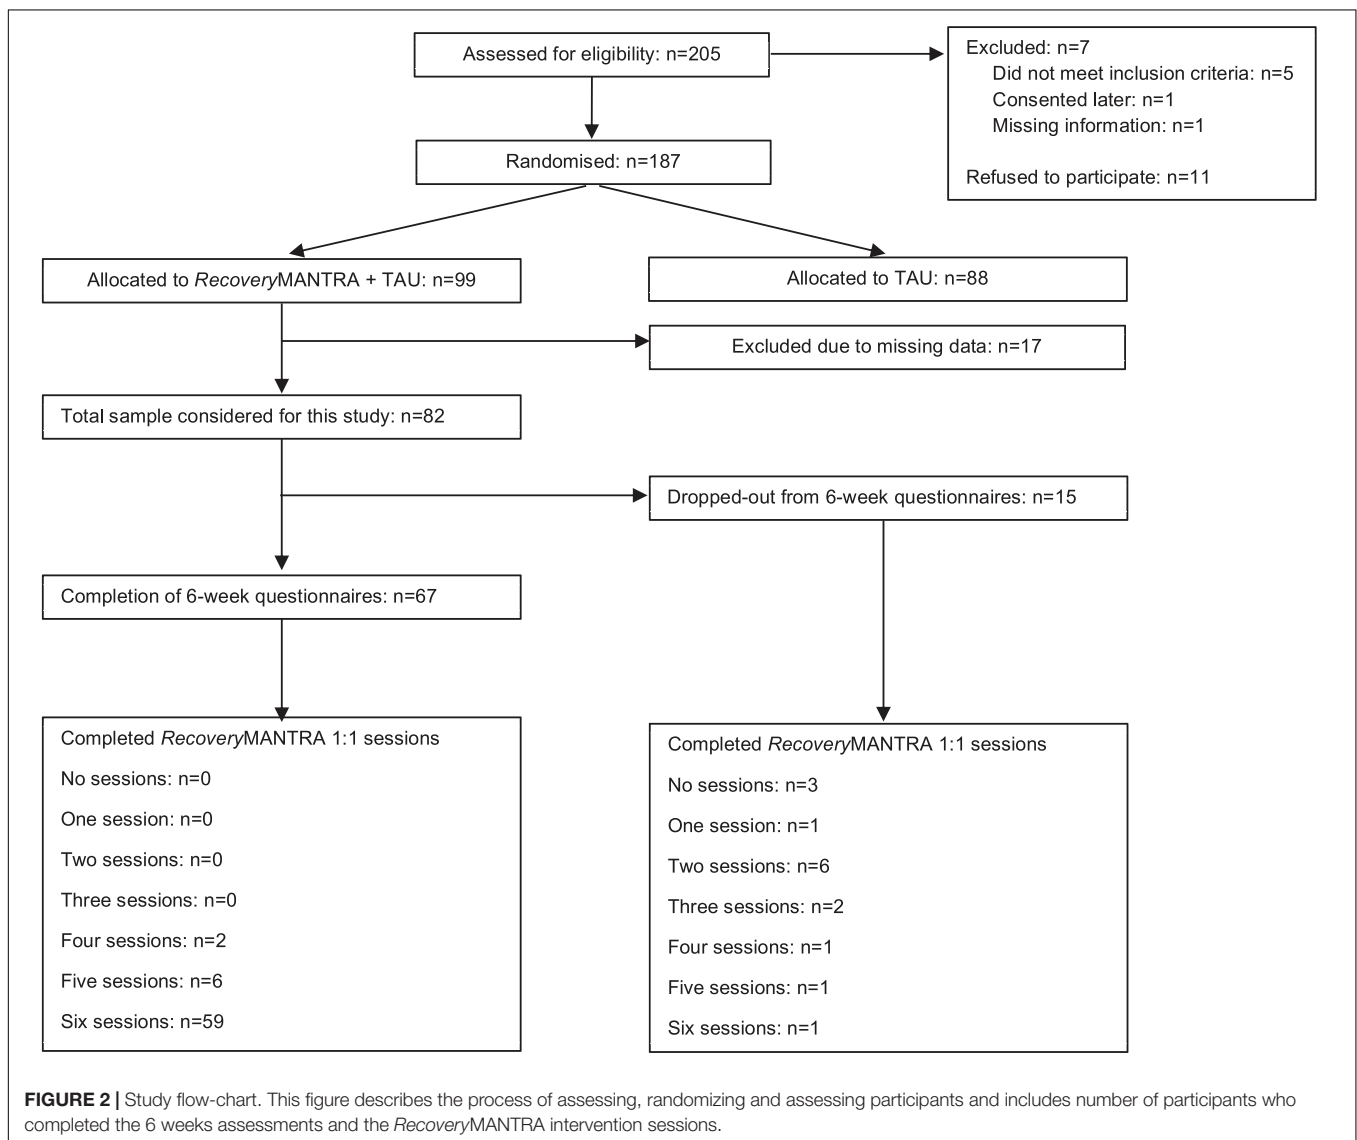 Assessed for eligibility: n=205
Excluded: n=7
Did not meet inclusion criteria: n=5
Consented later: n=1
Missing information: n=1
Refused to participate: n=11
Randomised: n=187
Allocated to RecoveryMANTRA + TAU: n=99
Allocated to TAU: n=88
Excluded due to missing data: n=17
Total sample considered for this study: n=82
Dropped-out from 6-week questionnaires: n=15
Completion of 6-week questionnaires: n=67
Completed RecoveryMANTRA 1:1 sessions
No sessions: n=0
One session: n=0
Two sessions: n=0
Three sessions: n=0
Four sessions: n=2
Five sessions: n=6
Six sessions: n=59
Completed RecoveryMANTRA 1:1 sessions
No sessions: n=3
One session: n=1
Two sessions: n=6
Three sessions: n=2
Four sessions: n=1
Five sessions: n=1
Six sessions: n=1
FIGURE 2 | Study flow-chart. This figure describes the process of assessing, randomizing and assessing participants and includes number of participants who
completed the 6 weeks assessments and the RecoveryMANTRA intervention sessions.